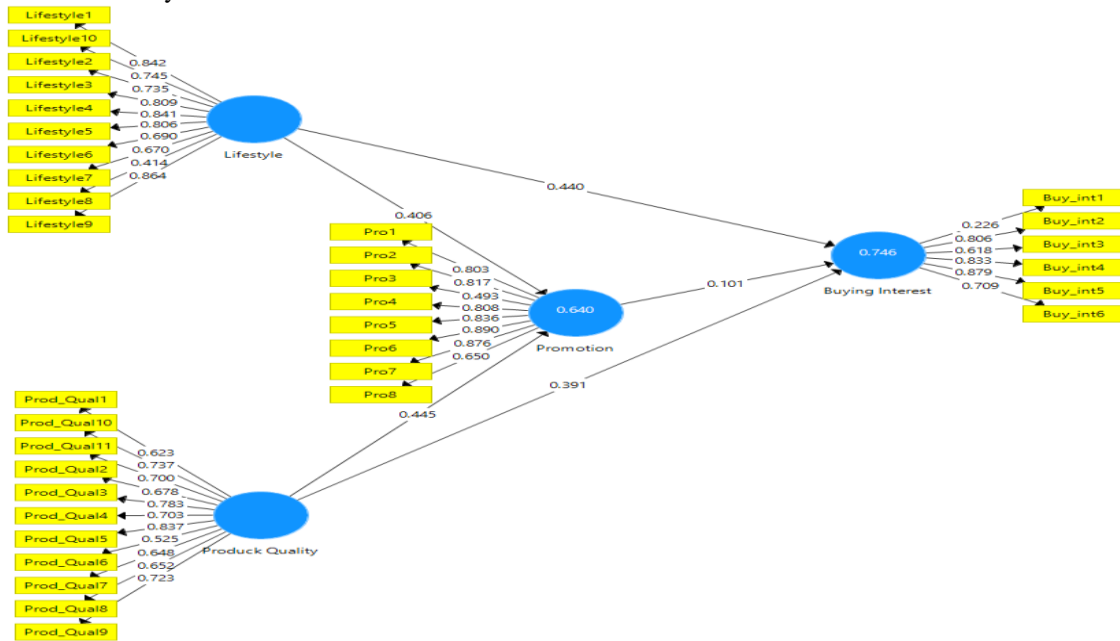 Lifestyle1
Lifestyle10
Lifestyle2
Lifestyle3
Lifestyle4
Lifestyle5
Lifestyle6
Lifestyle7
Lifestyle8
Lifestyle9
0.842
0.745
0.735
0.809
0.841
0.806
0.690
0.670
0.414
0.864
Lifestyle
0.440
0.406
Pro1
Pro2
Pro3
Pro4
Pro5
Pro6
Pro7
Pro8
0.803
0.817
0.493
0.808
0.836
0.890
0.876
0.650
0.640
Promotion
0.101
0.746
Buying Interest
0.226
0.806
0.618
0.833
0.879
0.709
Buy_int1
Buy_int2
Buy_int3
Buy_int4
Buy_int5
Buy_int6
0.391
0.445
Prod_Qual1
Prod_Qual10
Prod_Qual11
Prod_Qual2
Prod_Qual3
Prod_Qual4
Prod_Qual5
Prod_Qual6
Prod_Qual7
Prod_Qual8
Prod_Qual9
0.623
0.737
0.700
0.678
0.783
0.703
0.837
0.525
0.648
0.652
0.723
Produck Quality